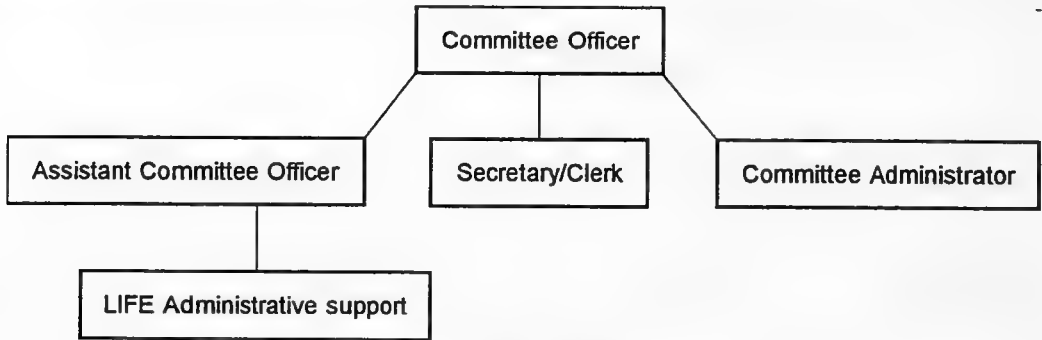 Committee Officer
Assistant Committee Officer
Secretary/Clerk
Committee Administrator
LIFE Administrative support